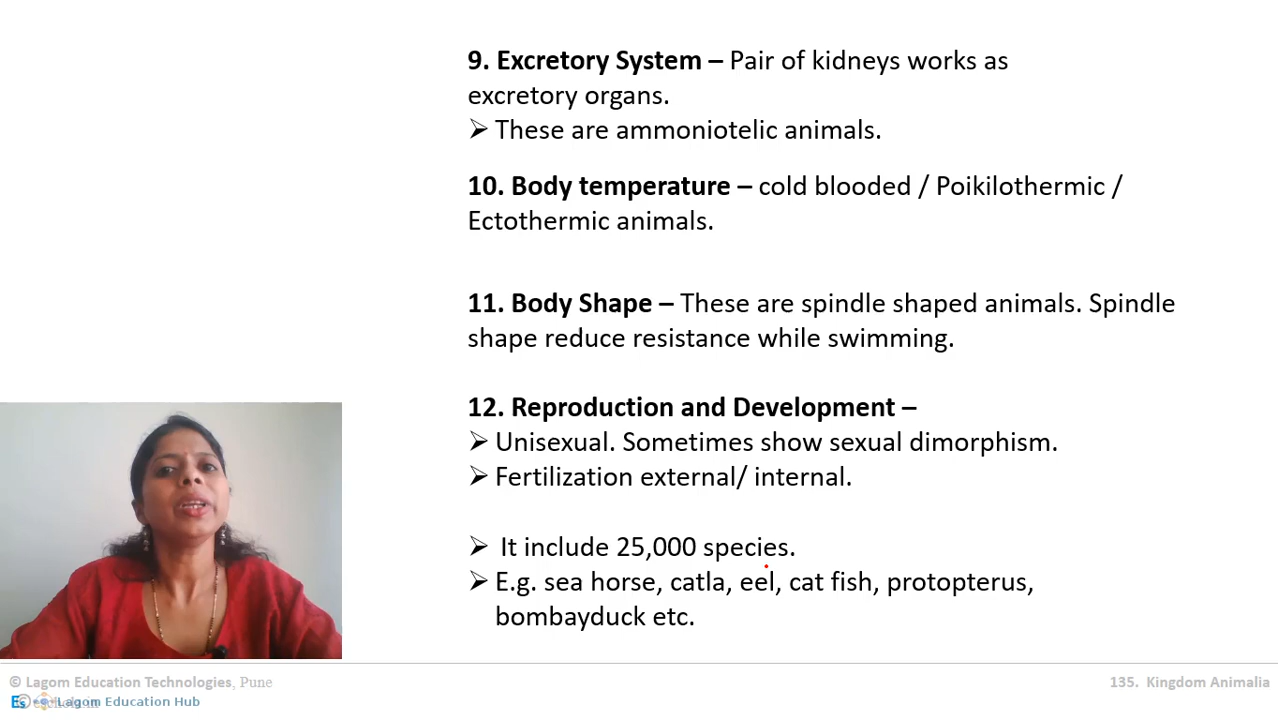 9. Excretory System – Pair of kidneys works as
excretory organs.
➢ These are ammoniotelic animals.
10. Body temperature – cold blooded / Poikilothermic /
Ectothermic animals.
11. Body Shape – These are spindle shaped animals. Spindle
shape reduce resistance while swimming.
12. Reproduction and Development –
➢ Unisexual. Sometimes show sexual dimorphism.
➢ Fertilization external/ internal.
➢ It include 25,000 species.
➢ E.g. sea horse, catla, eel, cat fish, protopterus,
bombayduck etc.
© Lagom Education Technologies, Pune
135. Kingdom Animalia
Lagom Education Hub